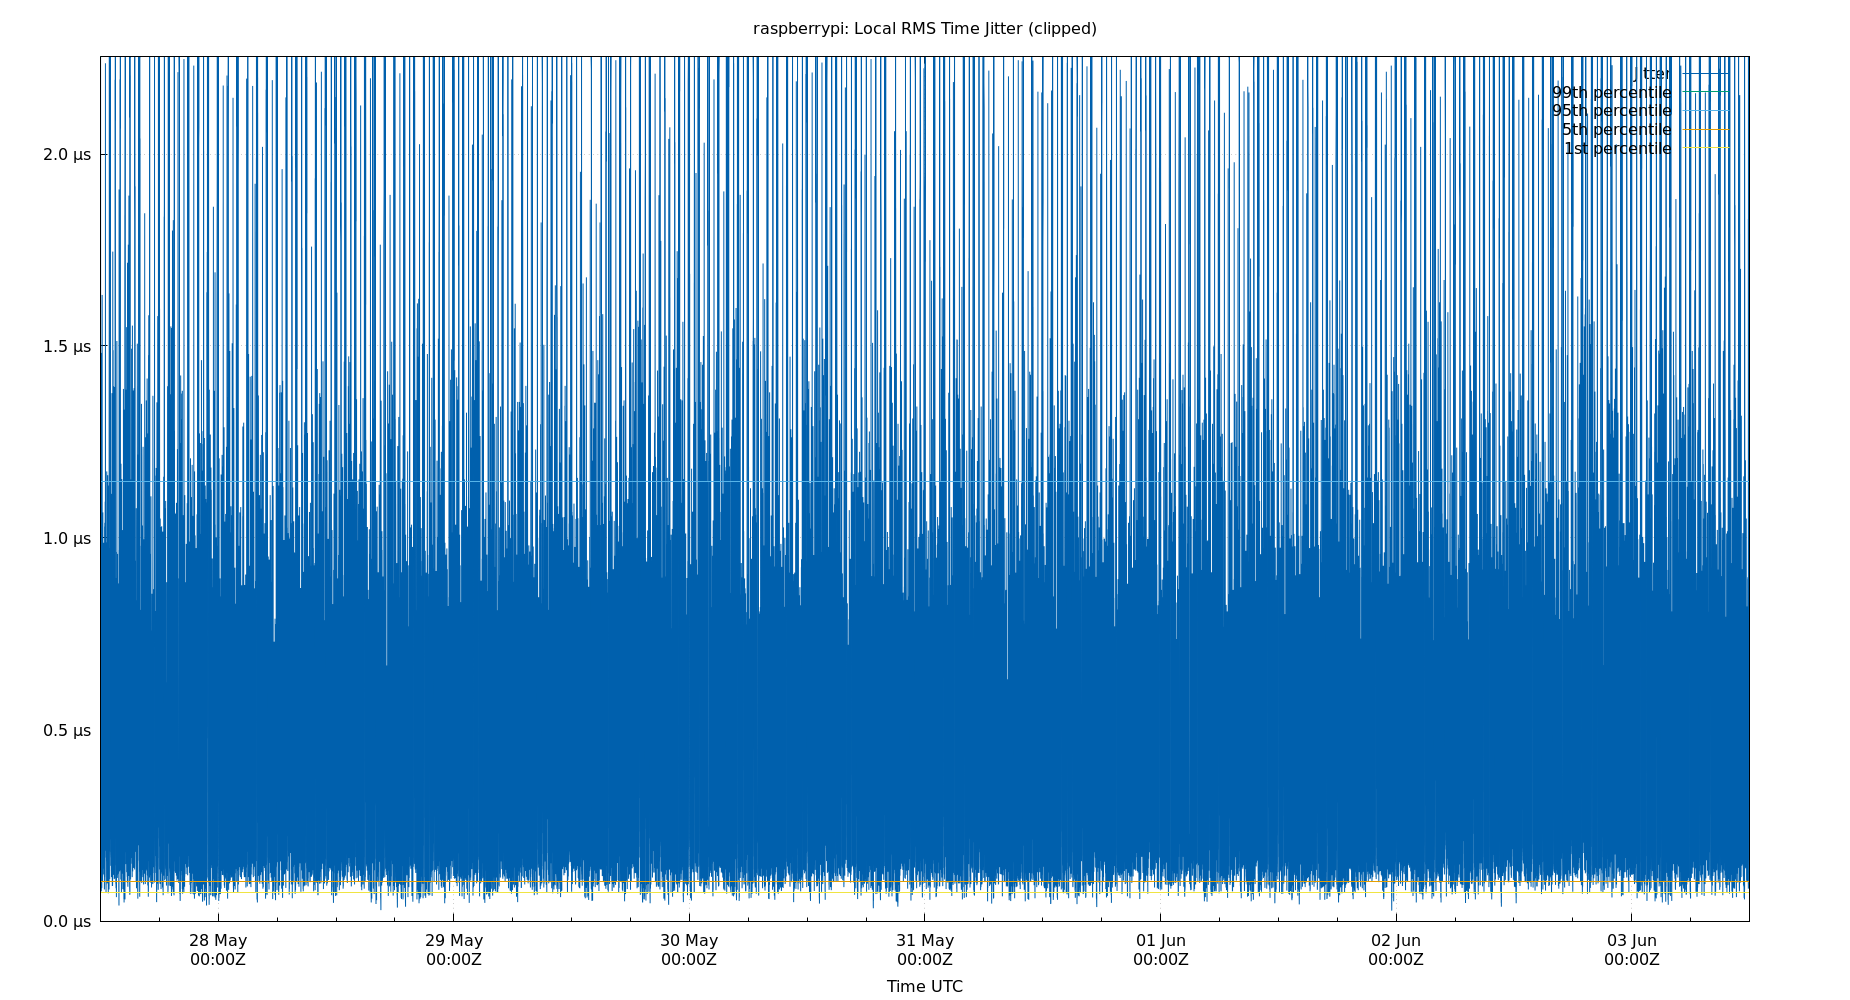 raspberrypi: Local RMS Time Jitter (clipped)
Jitter
99th percentile
95th percentile
5th percentile
1st percentile
2.0 µs
1.5 µs
1.0 µs
0.5 µs
0.0 µs
28 May
00:00Z
29 May
00:00Z
30 May
00:00Z
31 May
00:00Z
01 Jun
00:00Z
02 Jun
00:00Z
03 Jun
00:00Z
Time UTC